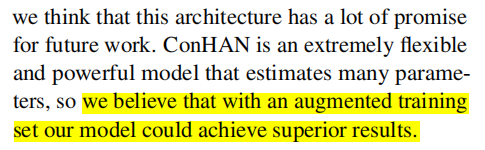 we think that this architecture has a lot of promise
for future work. ConHAN is an extremely flexible
and powerful model that estimates many parame-
ters, so we believe that with an augmented training
set our model could achieve superior results.